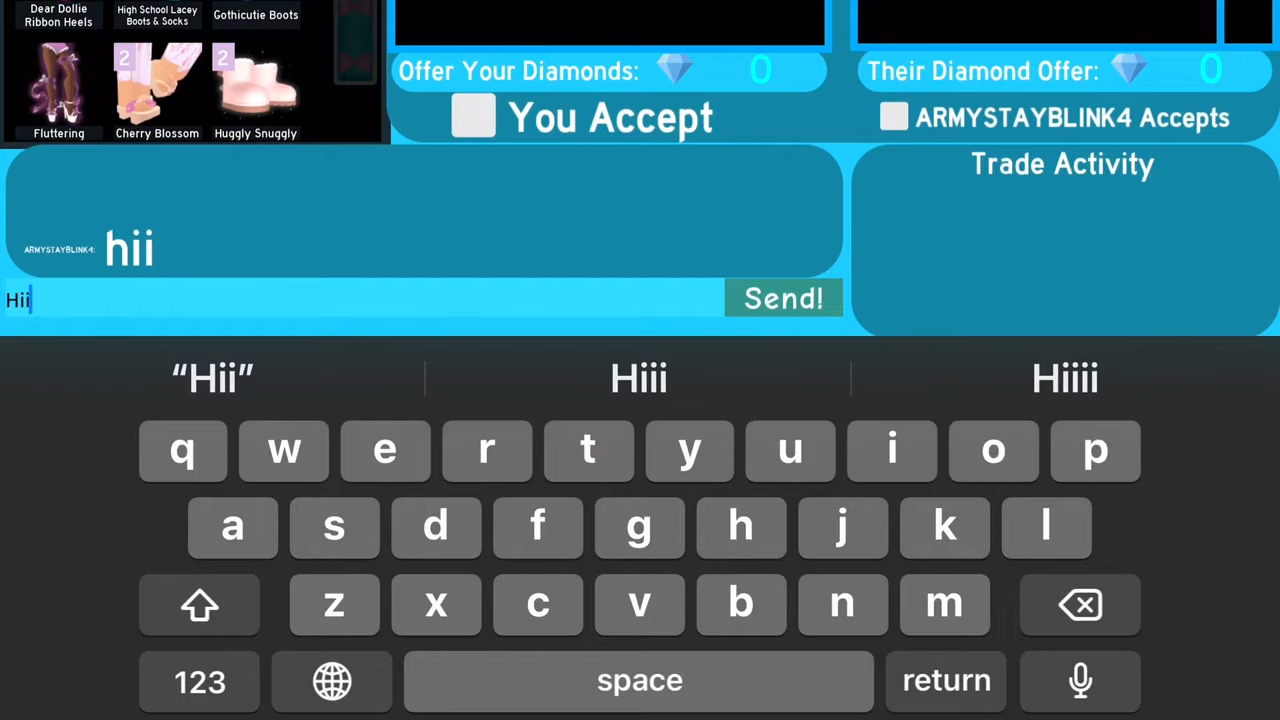 Dear Dollie
Ribbon Heels
High School Lacey
Boots & Socks
Gothicutie Boots
2
2
Fluttering
Cherry Blossom
Huggly Snuggly
Offer Your Diamonds: 0
You Accept
Their Diamond Offer: 0
ARMYSTAYBLINK4 Accepts
Trade Activity
ARMYSTAYBLINK4: hii
Hii
Send!
“Hii” Hiii Hiiii
q w e r t y u i o p
a s d f g h j k l
z x c v b n m
123 space return